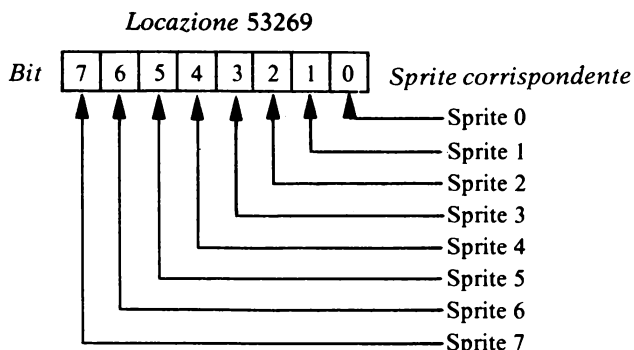 Locazione 53269
Bit 7 6 5 4 3 2 1 0 Sprite corrispondente
Sprite 0
Sprite 1
Sprite 2
Sprite 3
Sprite 4
Sprite 5
Sprite 6
Sprite 7